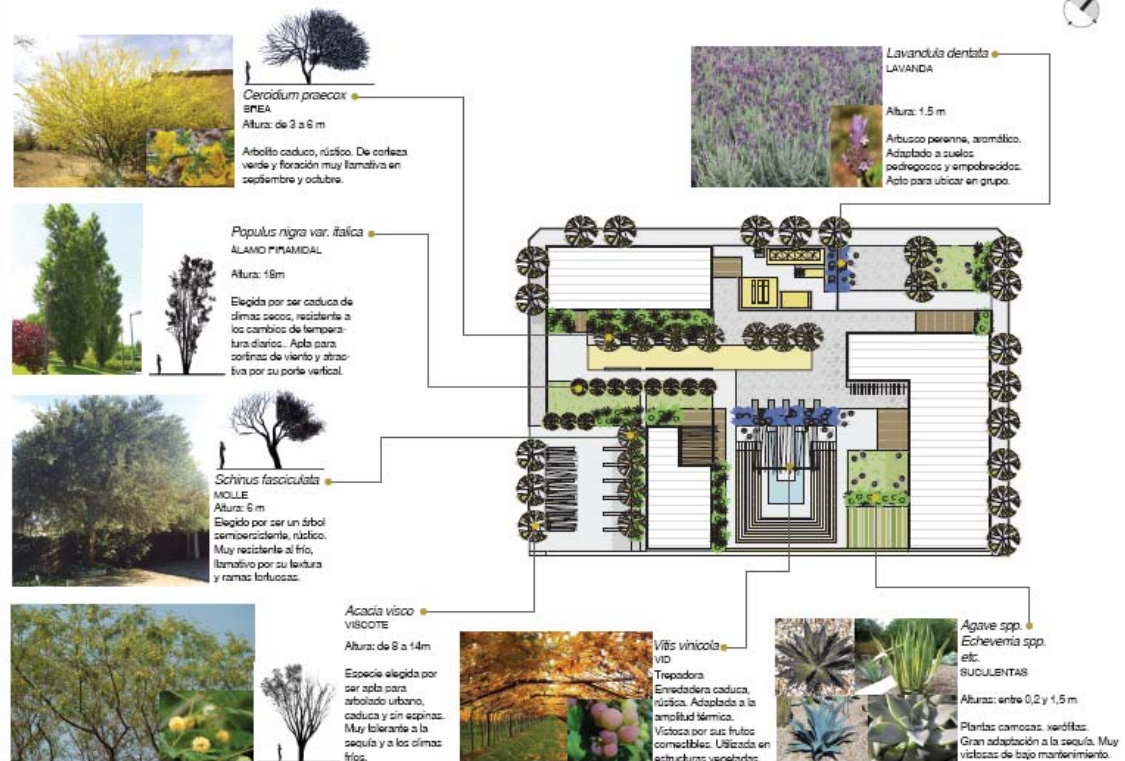 Cercidium praecox
BREA
Altura: de 3 a 6 m
Arbolito caduco, rústico. De corteza
verde y floración muy llamativa en
septiembre y octubre.
Lavandula dentata
LAVANDA
Altura: 1.5 m
Arbusco perenne, aromático.
Adaptado a suelos
pedregosos y empobrecidos.
Apto para ubicar en grupo.
Populus nigra var. italica
ÁLAMO PIRAMIDAL
Altura: 18m
Elegida por ser caduca de
climas secos, resistente a
los cambios de tempera-
tura diarios.. Apta para
cortinas de viento y atrac-
tiva por su porte vertical.
Schinus fasciculata
MOLLE
Altura: 6 m
Elegido por ser un árbol
semipersistente, rústico.
Muy resistente al frío,
llamativo por su textura
y ramas tortuosas.
Acacia visco
VISCOTE
Altura: de 8 a 14m
Especie elegida por
ser apta para
arbolado urbano,
caduca y sin espinas.
Muy tolerante a la
sequía y a los climas
fríos.
Vitis vinicola
VID
Trepadora
Enredadera caduca,
rústica. Adaptada a la
amplitud térmica.
Vistosa por sus frutos
comestibles. Utilizada en
estructuras vegetadas.
Agave spp.
Echeverria spp.
etc.
SUCULENTAS
Alturas: entre 0,2 y 1,5 m
Plantas carnosas, xerófitas.
Gran adaptación a la sequía. Muy
vistosas de bajo mantenimiento.